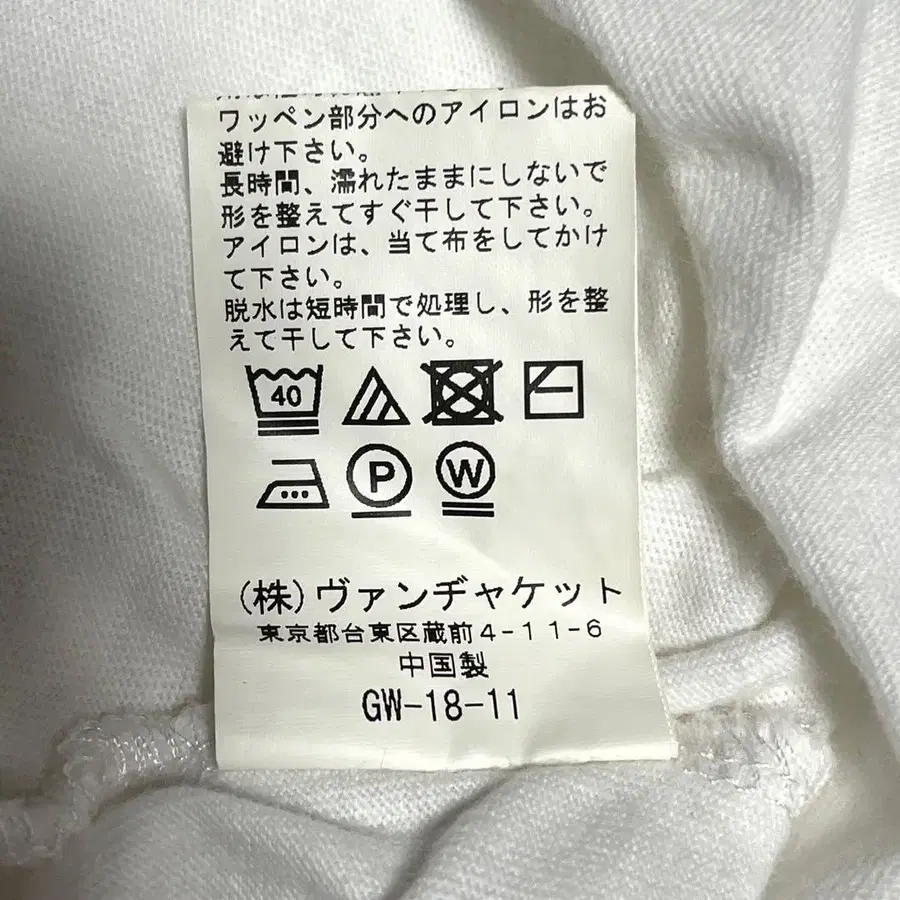 ワッペン部分へのアイロンはお
避け下さい。
長時間、濡れたままにしないで
形を整えてすぐ干して下さい。
アイロンは、当て布をしてかけ
て下さい。
脱水は短時間で処理し、形を整
えて干して下さい。
40
P W
(株)ヴァンヂャケット
東京都台東区蔵前4-11-6
中国製
GW-18-11